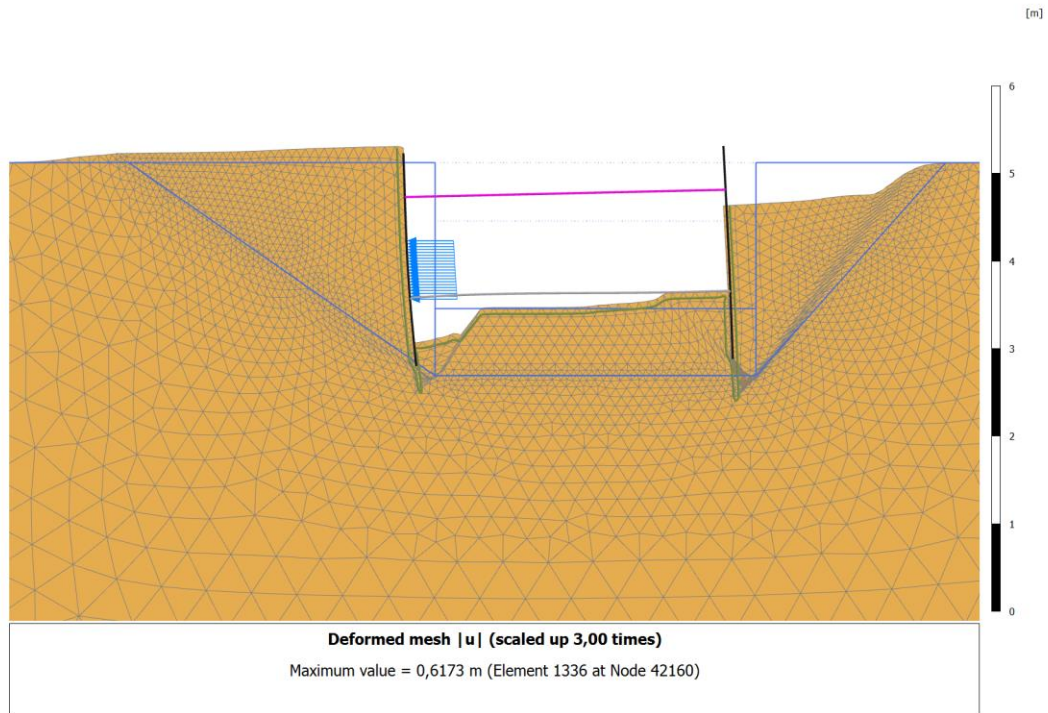 [m]
6
5
4
3
2
1
0
Deformed mesh |u| (scaled up 3,00 times)
Maximum value = 0,6173 m (Element 1336 at Node 42160)